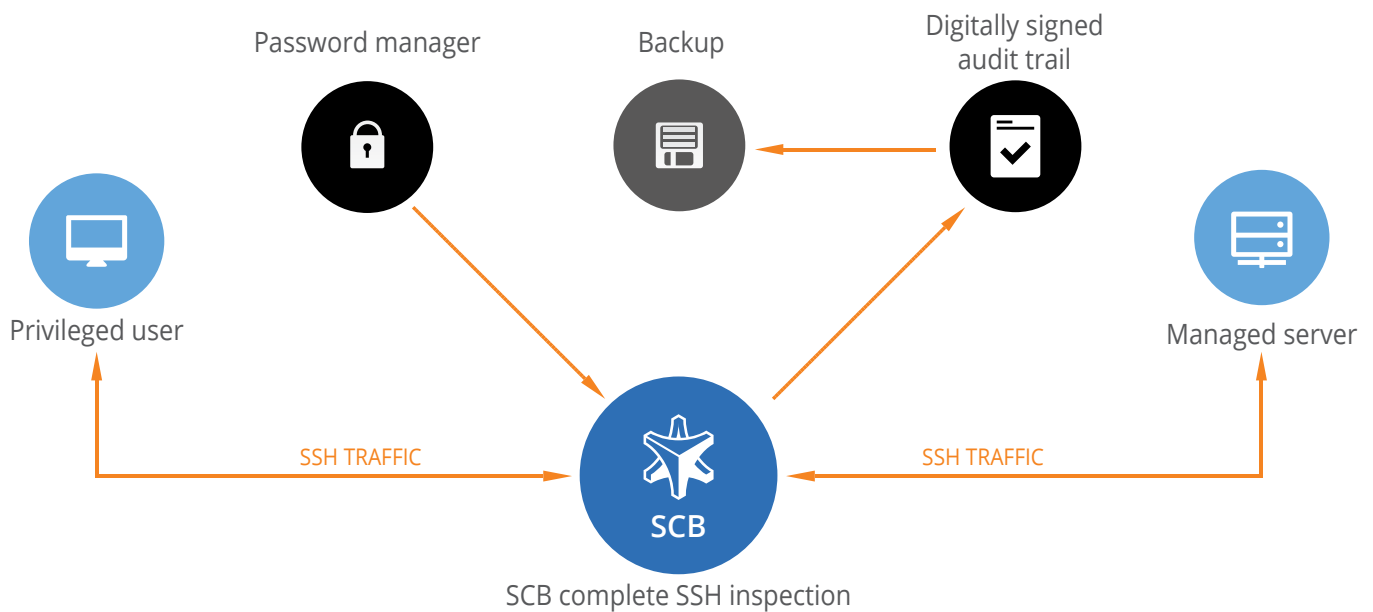 Password manager
Backup
Digitally signed
audit trail
Privileged user
Managed server
SSH TRAFFIC
SSH TRAFFIC
SCB
SCB complete SSH inspection